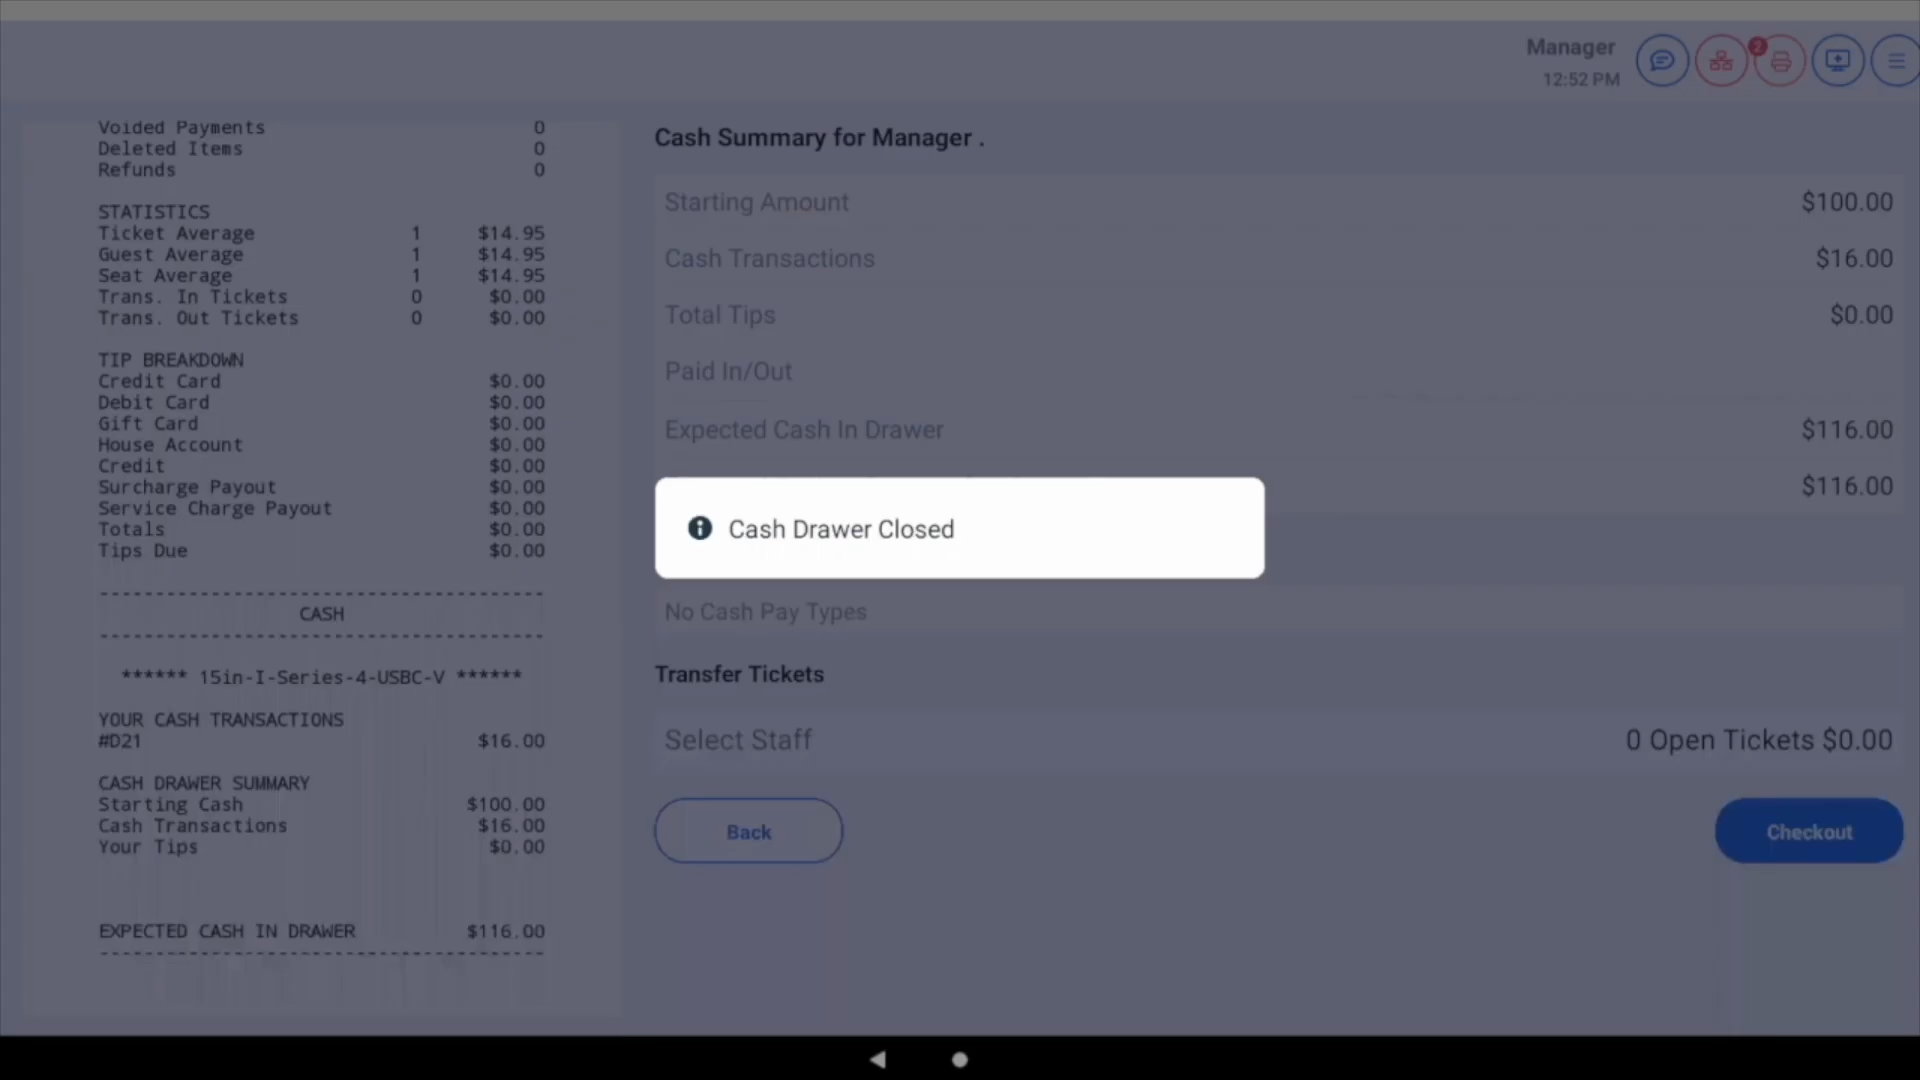 Manager
12:52 PM
2
Voided Payments 0
Deleted Items 0
Refunds 0
STATISTICS
Ticket Average 1 $14.95
Guest Average 1 $14.95
Seat Average 1 $14.95
Trans. In Tickets 0 $0.00
Trans. Out Tickets 0 $0.00
TIP BREAKDOWN
Credit Card $0.00
Debit Card $0.00
Gift Card $0.00
House Account $0.00
Credit $0.00
Surcharge Payout $0.00
Service Charge Payout $0.00
Totals $0.00
Tips Due $0.00
CASH
****** 15in-I-Series-4-USBC-V ******
YOUR CASH TRANSACTIONS
#D21 $16.00
CASH DRAWER SUMMARY
Starting Cash $100.00
Cash Transactions $16.00
Your Tips $0.00
EXPECTED CASH IN DRAWER $116.00
Cash Summary for Manager .
Starting Amount $100.00
Cash Transactions $16.00
Total Tips $0.00
Paid In/Out
Expected Cash In Drawer $116.00
$116.00
Cash Drawer Closed
No Cash Pay Types
Transfer Tickets
Select Staff 0 Open Tickets $0.00
Back
Checkout